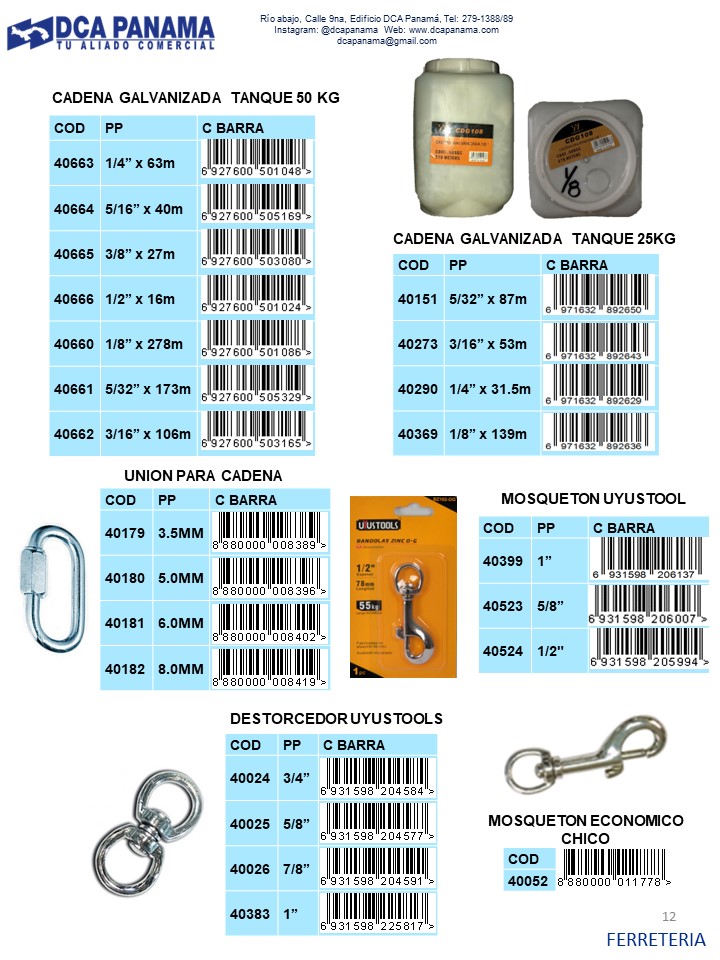 DCA PANAMA
TU ALIADO COMERCIAL
Río abajo, Calle 9na, Edificio DCA Panamá, Tel: 279-1388/89
Instagram: @dcapanama Web: www.dcapanama.com
dcapanama@gmail.com
CADENA GALVANIZADA TANQUE 50 KG
COD PP C BARRA
40663 1/4” x 63m 6 927600 501048 >
40664 5/16” x 40m 6 927600 505169 >
40665 3/8” x 27m 6 927600 503080 >
40666 1/2” x 16m 6 927600 501024 >
40660 1/8” x 278m 6 927600 501086 >
40661 5/32” x 173m 6 927600 505329 >
40662 3/16” x 106m 6 927600 503165 >
CDG108
CDG108
1/8
CADENA GALVANIZADA TANQUE 25KG
COD PP C BARRA
40151 5/32” x 87m 6 971632 892650
40273 3/16” x 53m 6 971632 892643
40290 1/4” x 31.5m 6 971632 892629
40369 1/8” x 139m 6 971632 892636
UNION PARA CADENA
COD PP C BARRA
40179 3.5MM 8 880000 008389 >
40180 5.0MM 8 880000 008396 >
40181 6.0MM 8 880000 008402 >
40182 8.0MM 8 880000 008419 >
UYUSTOOLS
BANDOLAS ZINC O-G
1/2"
78mm
55kg
1pc
MOSQUETON UYUSTOOL
COD PP C BARRA
40399 1” 6 931598 206137 >
40523 5/8” 6 931598 206007 >
40524 1/2" 6 931598 205994 >
DESTORCEDOR UYUSTOOLS
COD PP C BARRA
40024 3/4” 6 931598 204584 >
40025 5/8” 6 931598 204577 >
40026 7/8” 6 931598 204591 >
40383 1” 6 931598 225817 >
MOSQUETON ECONOMICO
CHICO
COD
40052 8 880000 011778 >
12
FERRETERIA